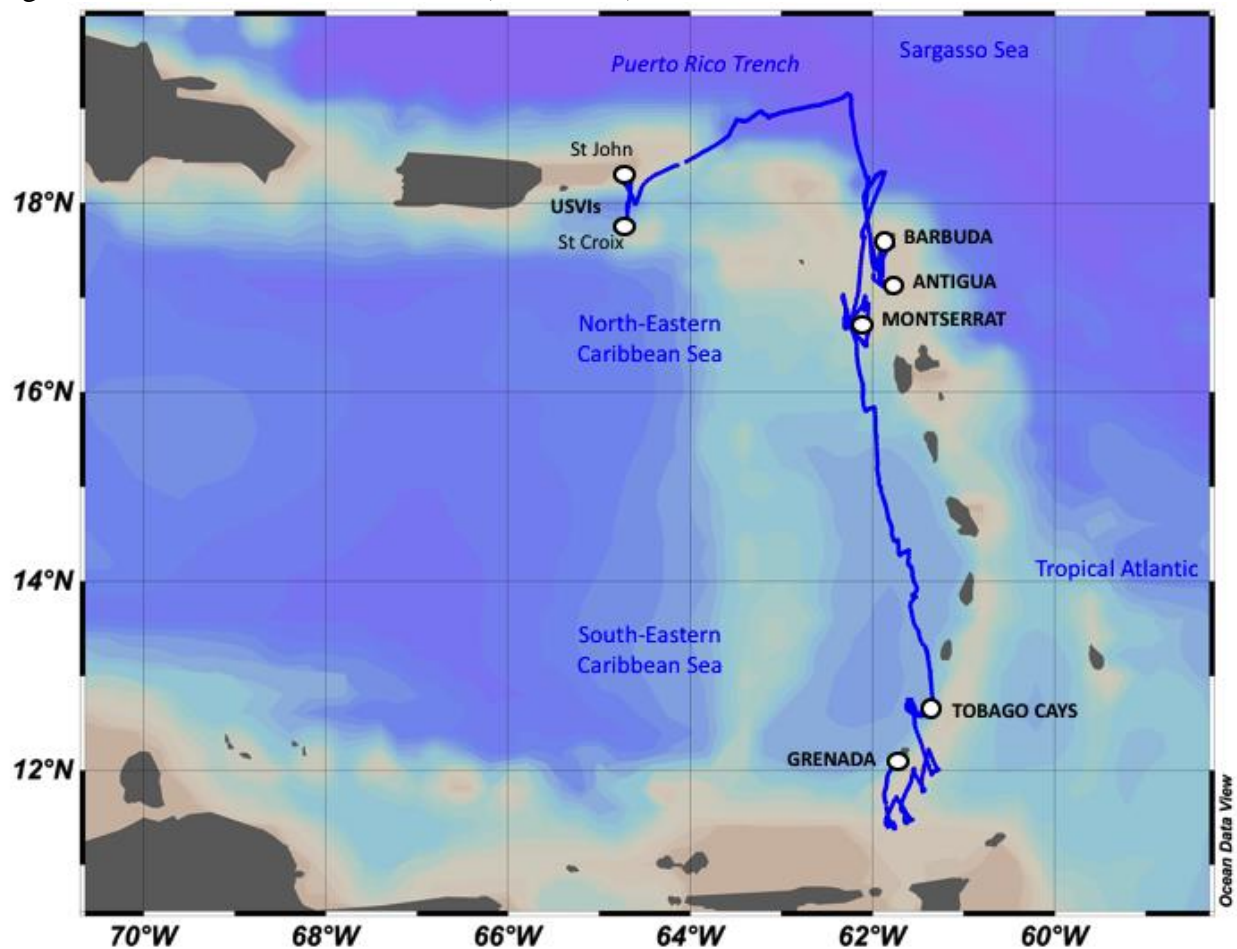 Puerto Rico Trench
Sargasso Sea
St John
18°N
USVIs
St Croix
BARBUDA
ANTIGUA
MONTSERRAT
North-Eastern
Caribbean Sea
16°N
14°N
Tropical Atlantic
South-Eastern
Caribbean Sea
TOBAGO CAYS
GRENADA
12°N
Ocean Data View
70°W
68°W
66°W
64°W
62°W
60°W